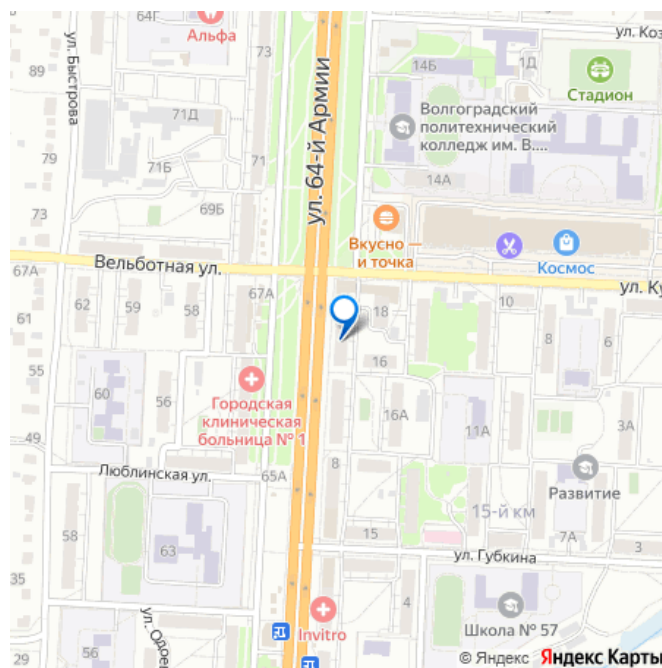 64Г
Альфа
73
ул. Коз
ул. Быстрова
89
ул. 64-й Армии
14Б
1Д
Стадион
71Д
Волгоградский
политехнический
колледж им. В....
79
71Б
71
14А
73
69Б
Вкусно —
и точка
Космос
67А
Вельботная ул.
ул. Ку
67А
10
61
62
59
58
18
8
6
16
55
60
Городская
клиническая
больница № 1
16А
11А
3А
49
Люблинская ул.
65А
8
Развитие
15-й км
58
63
15
7А
ул. Губкина
3
35
ул. Одое
4
Invitro
Школа № 57
29
56
© Яндекс Яндекс Карты